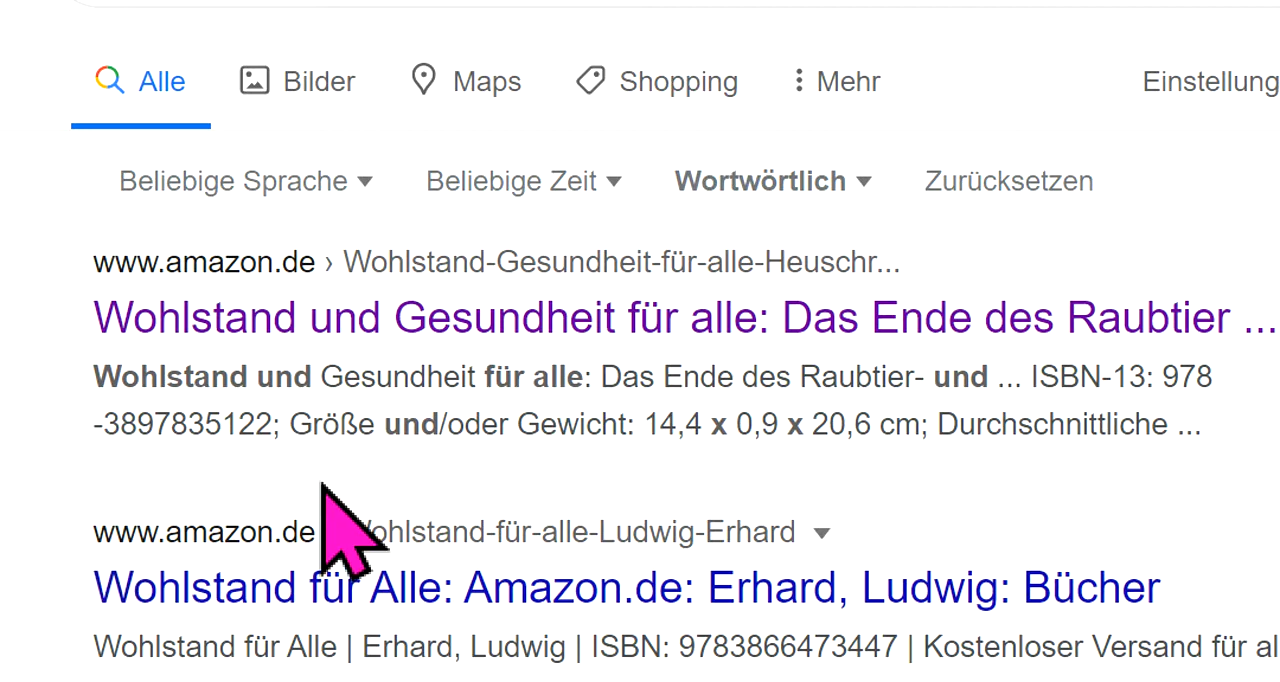 Alle Bilder Maps Shopping Mehr Einstellung
Beliebige Sprache Beliebige Zeit Wortwörtlich Zurücksetzen
www.amazon.de › Wohlstand-Gesundheit-für-alle-Heuschr...
Wohlstand und Gesundheit für alle: Das Ende des Raubtier ...
Wohlstand und Gesundheit für alle: Das Ende des Raubtier- und ... ISBN-13: 978
-3897835122; Größe und/oder Gewicht: 14,4 x 0,9 x 20,6 cm; Durchschnittliche ...
www.amazon.de Wohlstand-für-alle-Ludwig-Erhard
Wohlstand für Alle: Amazon.de: Erhard, Ludwig: Bücher
Wohlstand für Alle | Erhard, Ludwig | ISBN: 9783866473447 | Kostenloser Versand für al